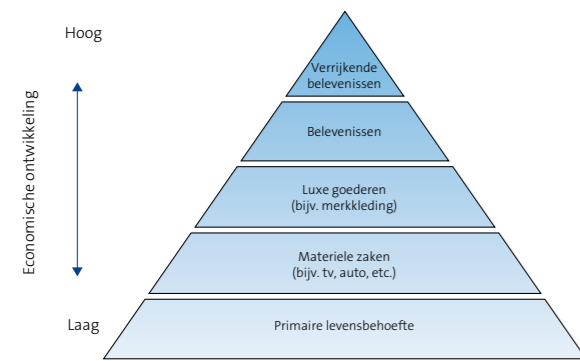 Hoog
Economische ontwikkeling
Laag
Verrijkende
belevenissen
Belevenissen
Luxe goederen
(bijv. merkkleding)
Materiele zaken
(bijv. tv, auto, etc.)
Primaire levensbehoefte